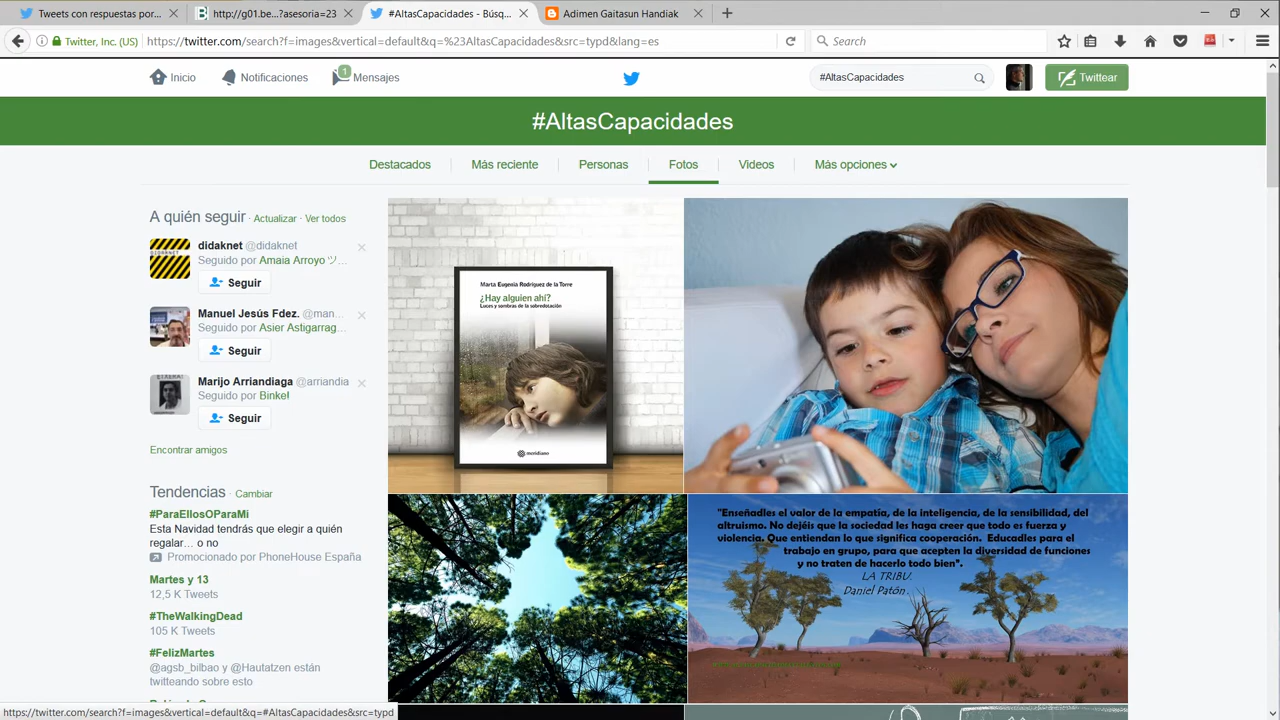 Tweets con respuestas por...
http://g01.be...?asesoria=23
#AltasCapacidades - Búsq...
Adimen Gaitasun Handiak
Twitter, Inc. (US)
https://twitter.com/search?f=images&vertical=default&q=%23AltasCapacidades&src=typd&lang=es
Search
Inicio
Notificaciones
1
Mensajes
#AltasCapacidades
Twittear
#AltasCapacidades
Destacados
Más reciente
Personas
Fotos
Videos
Más opciones
A quién seguir · Actualizar · Ver todos
didaknet @didaknet
Seguido por Amaia Arroyo ツ...
Seguir
Manuel Jesús Fdez. @man...
Seguido por Asier Astigarrag...
Seguir
Marijo Arriandiaga @arriandia
Seguido por Binke!
Seguir
Encontrar amigos
Tendencias · Cambiar
#ParaEllosOParaMi
Esta Navidad tendrás que elegir a quién
regalar... o no
Promocionado por PhoneHouse España
Martes y 13
12,5 K Tweets
#TheWalkingDead
105 K Tweets
#FelizMartes
@agsb_bilbao y @Hautatzen están
twitteando sobre esto
Marta Eugenia Rodríguez de la Torre
¿Hay alguien ahí?
Luces y sombras de la sobredotación
meridiano
"Enseñadles el valor de la empatía, de la inteligencia, de la sensibilidad, del
altruismo. No dejéis que la sociedad les haga creer que todo es fuerza y
violencia. Que entiendan lo que significa cooperación. Educadles para el
trabajo en grupo, para que acepten la diversidad de funciones
y no traten de hacerlo todo bien".
LA TRIBU.
Daniel Patón.
https://twitter.com/search?f=images&vertical=default&q=#AltasCapacidades&src=typd